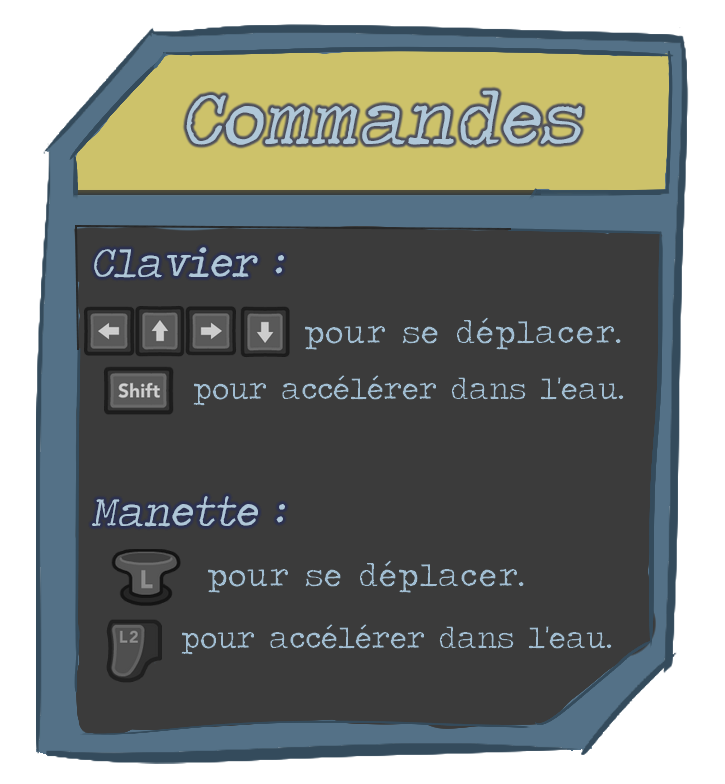 Commandes
Clavier :
← ↑ → ↓ pour se déplacer.
Shift pour accélérer dans l'eau.
Manette :
L pour se déplacer.
L2 pour accélérer dans l'eau.